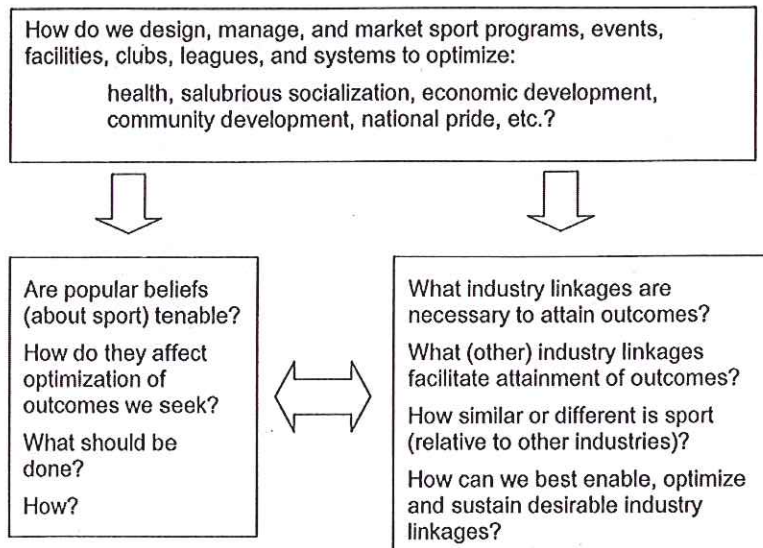 How do we design, manage, and market sport programs, events,
facilities, clubs, leagues, and systems to optimize:
health, salubrious socialization, economic development,
community development, national pride, etc.?
Are popular beliefs
(about sport) tenable?
How do they affect
optimization of
outcomes we seek?
What should be
done?
How?
What industry linkages are
necessary to attain outcomes?
What (other) industry linkages
facilitate attainment of outcomes?
How similar or different is sport
(relative to other industries)?
How can we best enable, optimize
and sustain desirable industry
linkages?